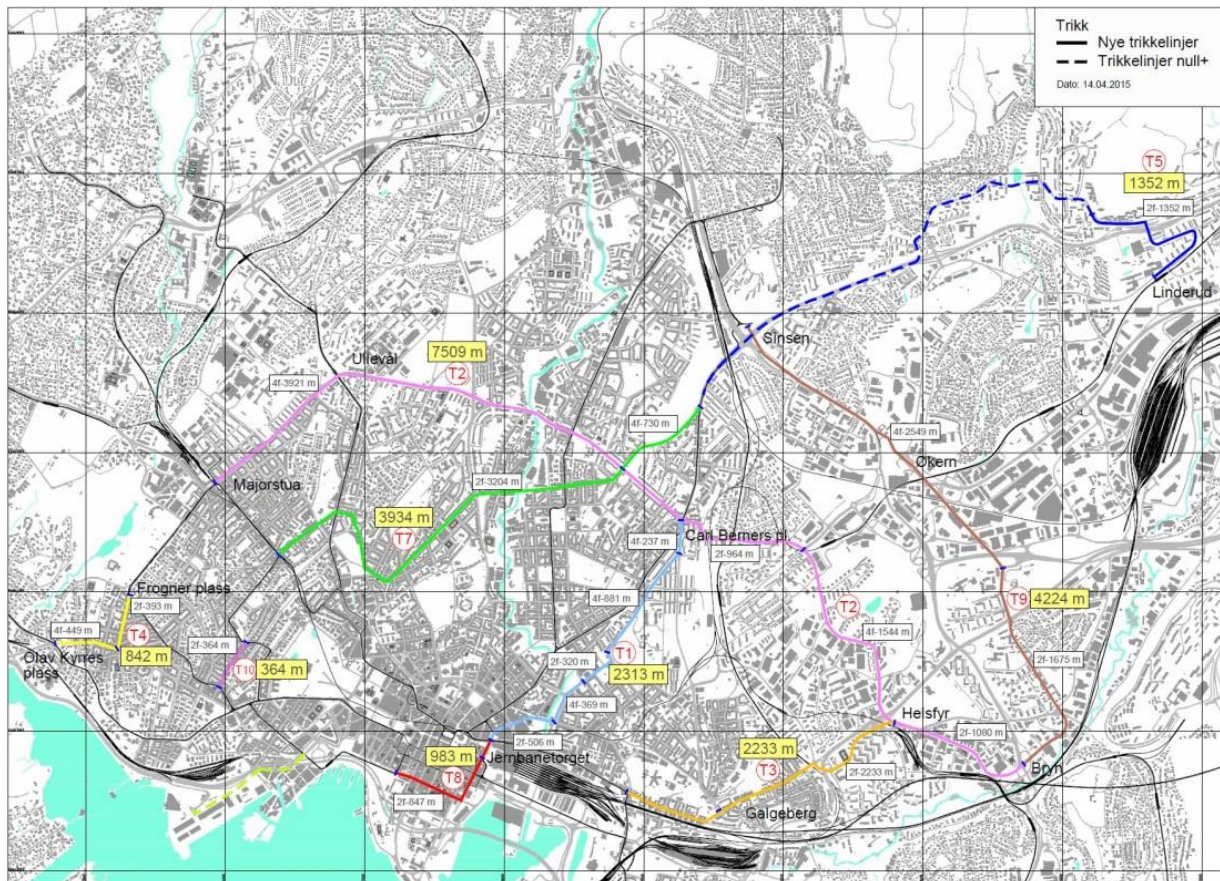 Trikk
Nye trikkelinjer
Trikkelinjer null+
Dato: 14.04.2015
T5
1352 m
2f-1352 m
Linderud
Sinsen
Ullevål
7509 m
T2
4f-3921 m
4f-730 m
4f-2549 m
Økern
Majorstua
2f-3204 m
3934 m
T7
Carl Berners pl.
4f-237 m
2f-964 m
Frogner plass
2f-393 m
4f-881 m
T2
T9
4224 m
4f-449 m
T4
2f-364 m
4f-1544 m
Olav Kyrres
plass
842 m
T10
364 m
2f-320 m
T1
2313 m
2f-1675 m
4f-369 m
Helsfyr
2f-506 m
2f-1080 m
983 m
Jernbanetorget
2233 m
T8
T3
2f-2233 m
Bryn
2f-847 m
Galgeberg